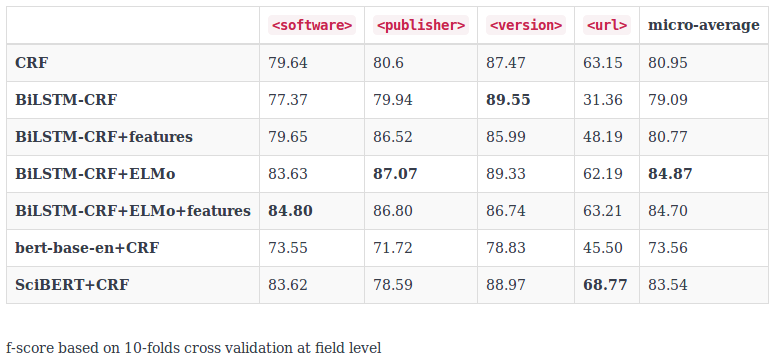 <software> <publisher> <version> <url> micro-average
CRF 79.64 80.6 87.47 63.15 80.95
BiLSTM-CRF 77.37 79.94 89.55 31.36 79.09
BiLSTM-CRF+features 79.65 86.52 85.99 48.19 80.77
BiLSTM-CRF+ELMo 83.63 87.07 89.33 62.19 84.87
BiLSTM-CRF+ELMo+features 84.80 86.80 86.74 63.21 84.70
bert-base-en+CRF 73.55 71.72 78.83 45.50 73.56
SciBERT+CRF 83.62 78.59 88.97 68.77 83.54
f-score based on 10-folds cross validation at field level